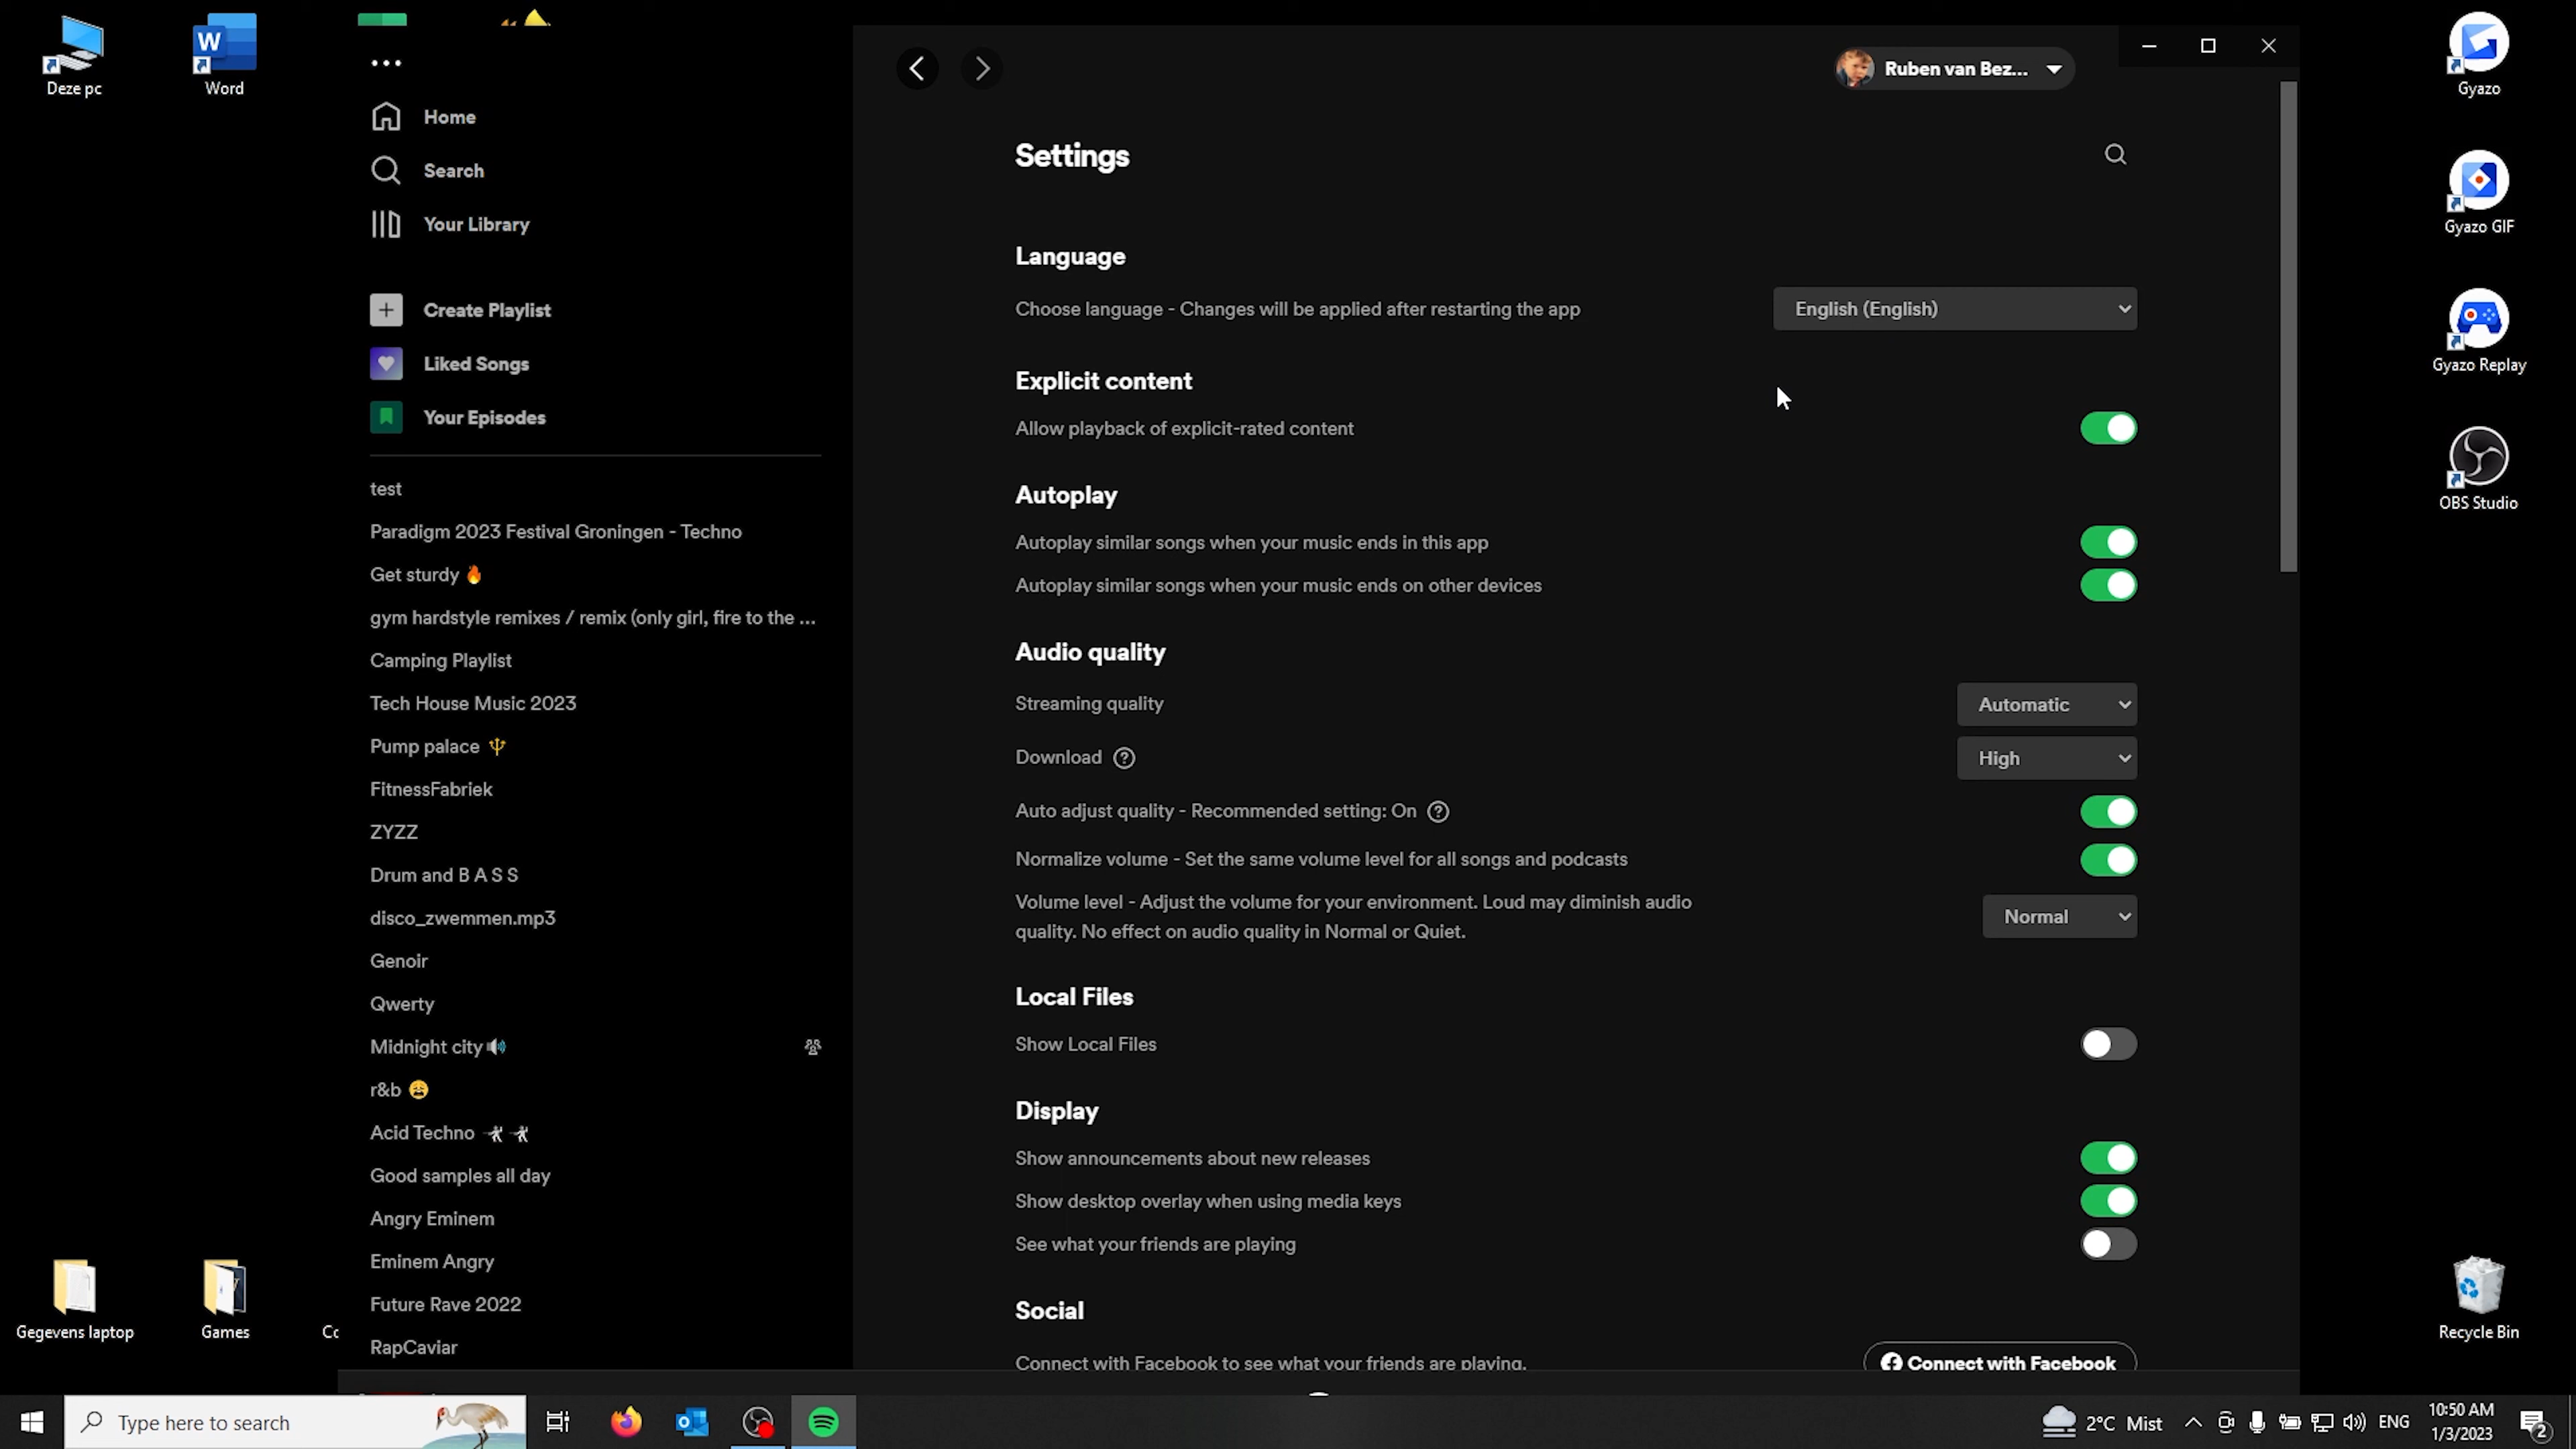 Deze pc
Word
Home
Search
Your Library
Create Playlist
Liked Songs
Your Episodes
test
Paradigm 2023 Festival Groningen - Techno
Get sturdy 🔥
gym hardstyle remixes / remix (only girl, fire to the ...
Camping Playlist
Tech House Music 2023
Pump palace 🔱
FitnessFabriek
ZYZZ
Drum and B A S S
disco_zwemmen.mp3
Genoir
Qwerty
Midnight city 🔊
r&b 😩
Acid Techno
Good samples all day
Angry Eminem
Eminem Angry
Future Rave 2022
RapCaviar
Ruben van Bez...
Settings
Language
Choose language - Changes will be applied after restarting the app
English (English)
Explicit content
Allow playback of explicit-rated content
Autoplay
Autoplay similar songs when your music ends in this app
Autoplay similar songs when your music ends on other devices
Audio quality
Streaming quality
Automatic
Download
High
Auto adjust quality - Recommended setting: On
Normalize volume - Set the same volume level for all songs and podcasts
Volume level - Adjust the volume for your environment. Loud may diminish audio
quality. No effect on audio quality in Normal or Quiet.
Normal
Local Files
Show Local Files
Display
Show announcements about new releases
Show desktop overlay when using media keys
See what your friends are playing
Social
Connect with Facebook to see what your friends are playing.
Connect with Facebook
Gyazo
Gyazo GIF
Gyazo Replay
OBS Studio
Gegevens laptop
Games
Recycle Bin
Type here to search
2°C Mist
ENG
10:50 AM
1/3/2023
2